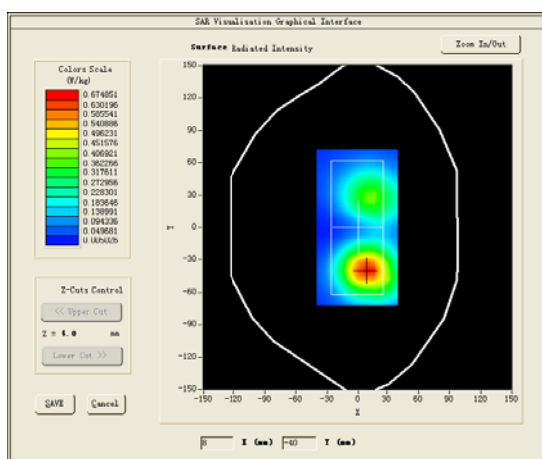 SAR Visualisation Graphical Interface
Surface Radiated Intensity
Zoom In/Out
Colors Scale
(W/kg)
0.674851
0.630196
0.585541
0.540886
0.496231
0.451576
0.406921
0.362266
0.317611
0.272956
0.228301
0.183646
0.138991
0.094336
0.049681
0.005026
150
120
90
60
30
0
-30
-60
-90
-120
-150
Y
-150 -120 -90 -60 -30 0 30 60 90 120 150
X
Z-Cuts Control
<< Upper Cut
Z = 4.0 mm
Lower Cut >>
SAVE Cancel
8 X (mm) -40 Y (mm)